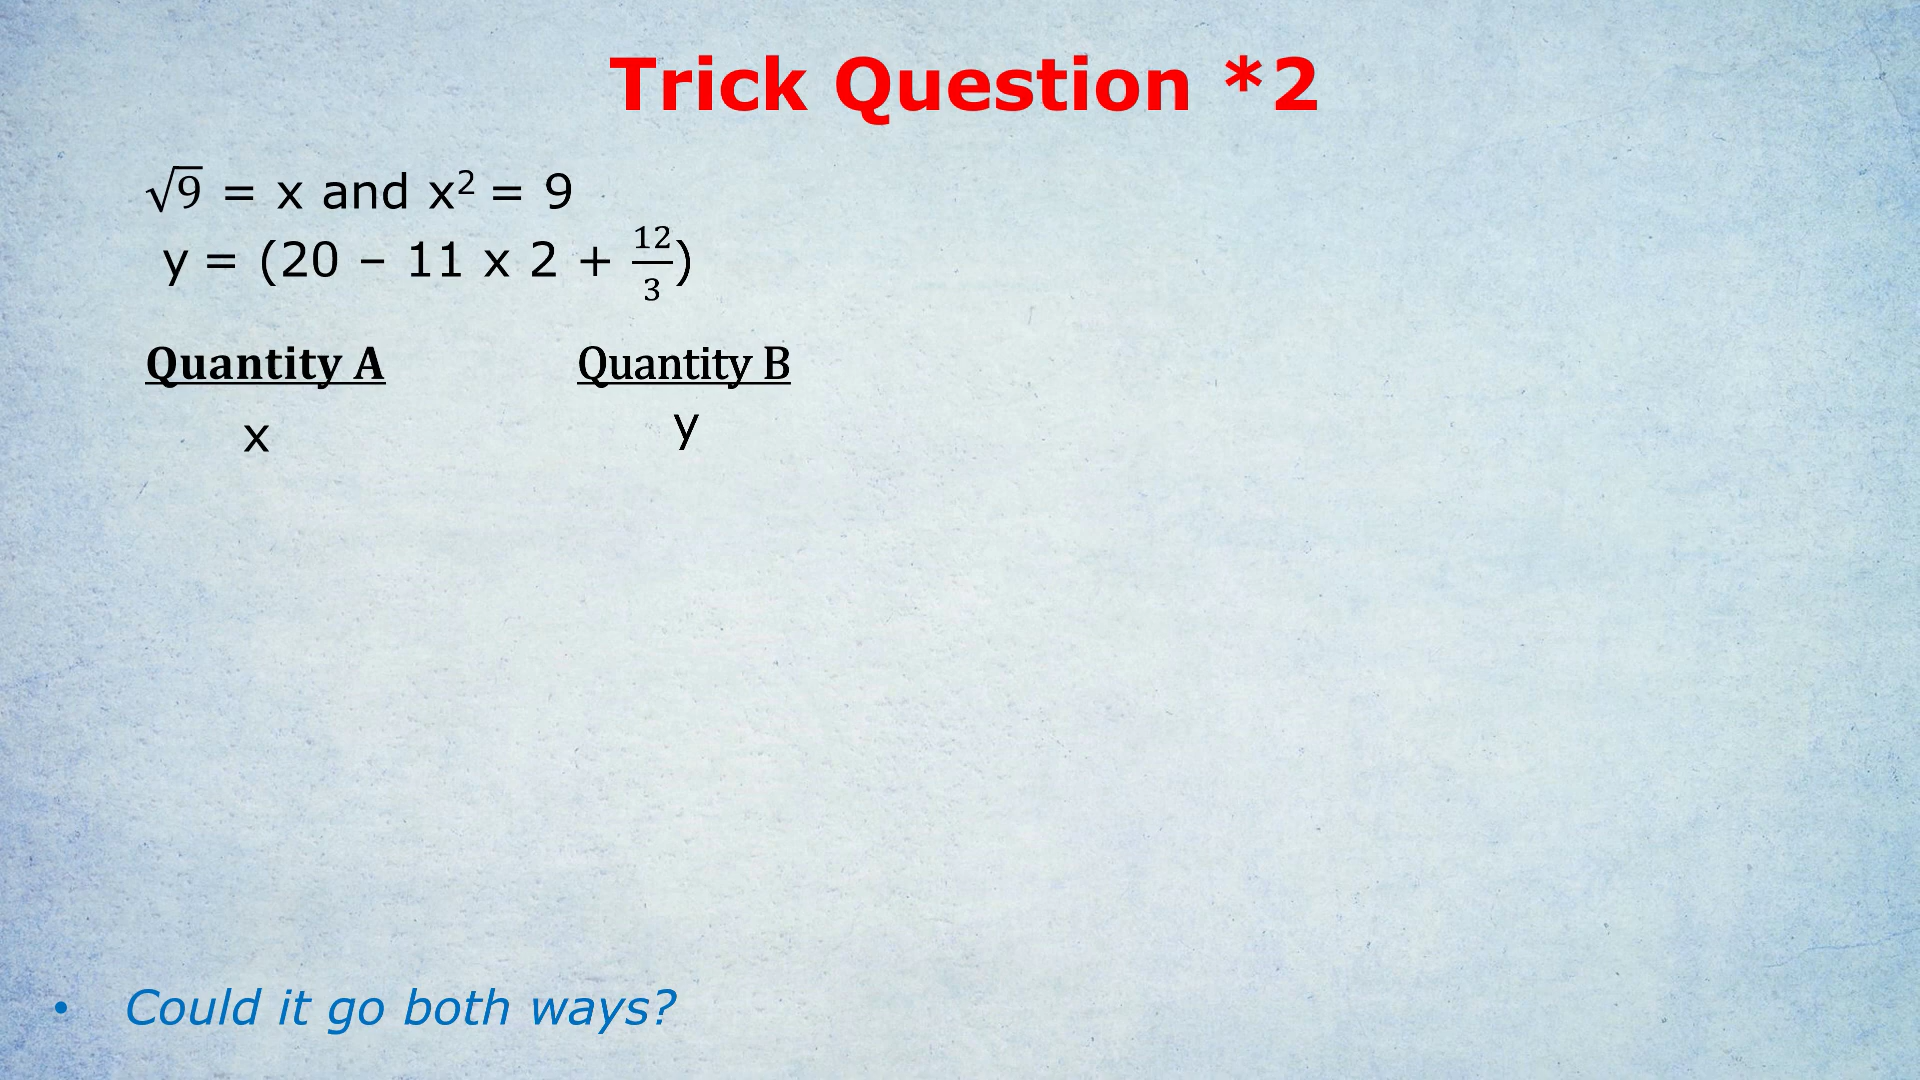 Trick Question *2
√9 = x and x² = 9
y = (20 – 11 x 2 + 12/3)
Quantity A Quantity B
x y
• Could it go both ways?